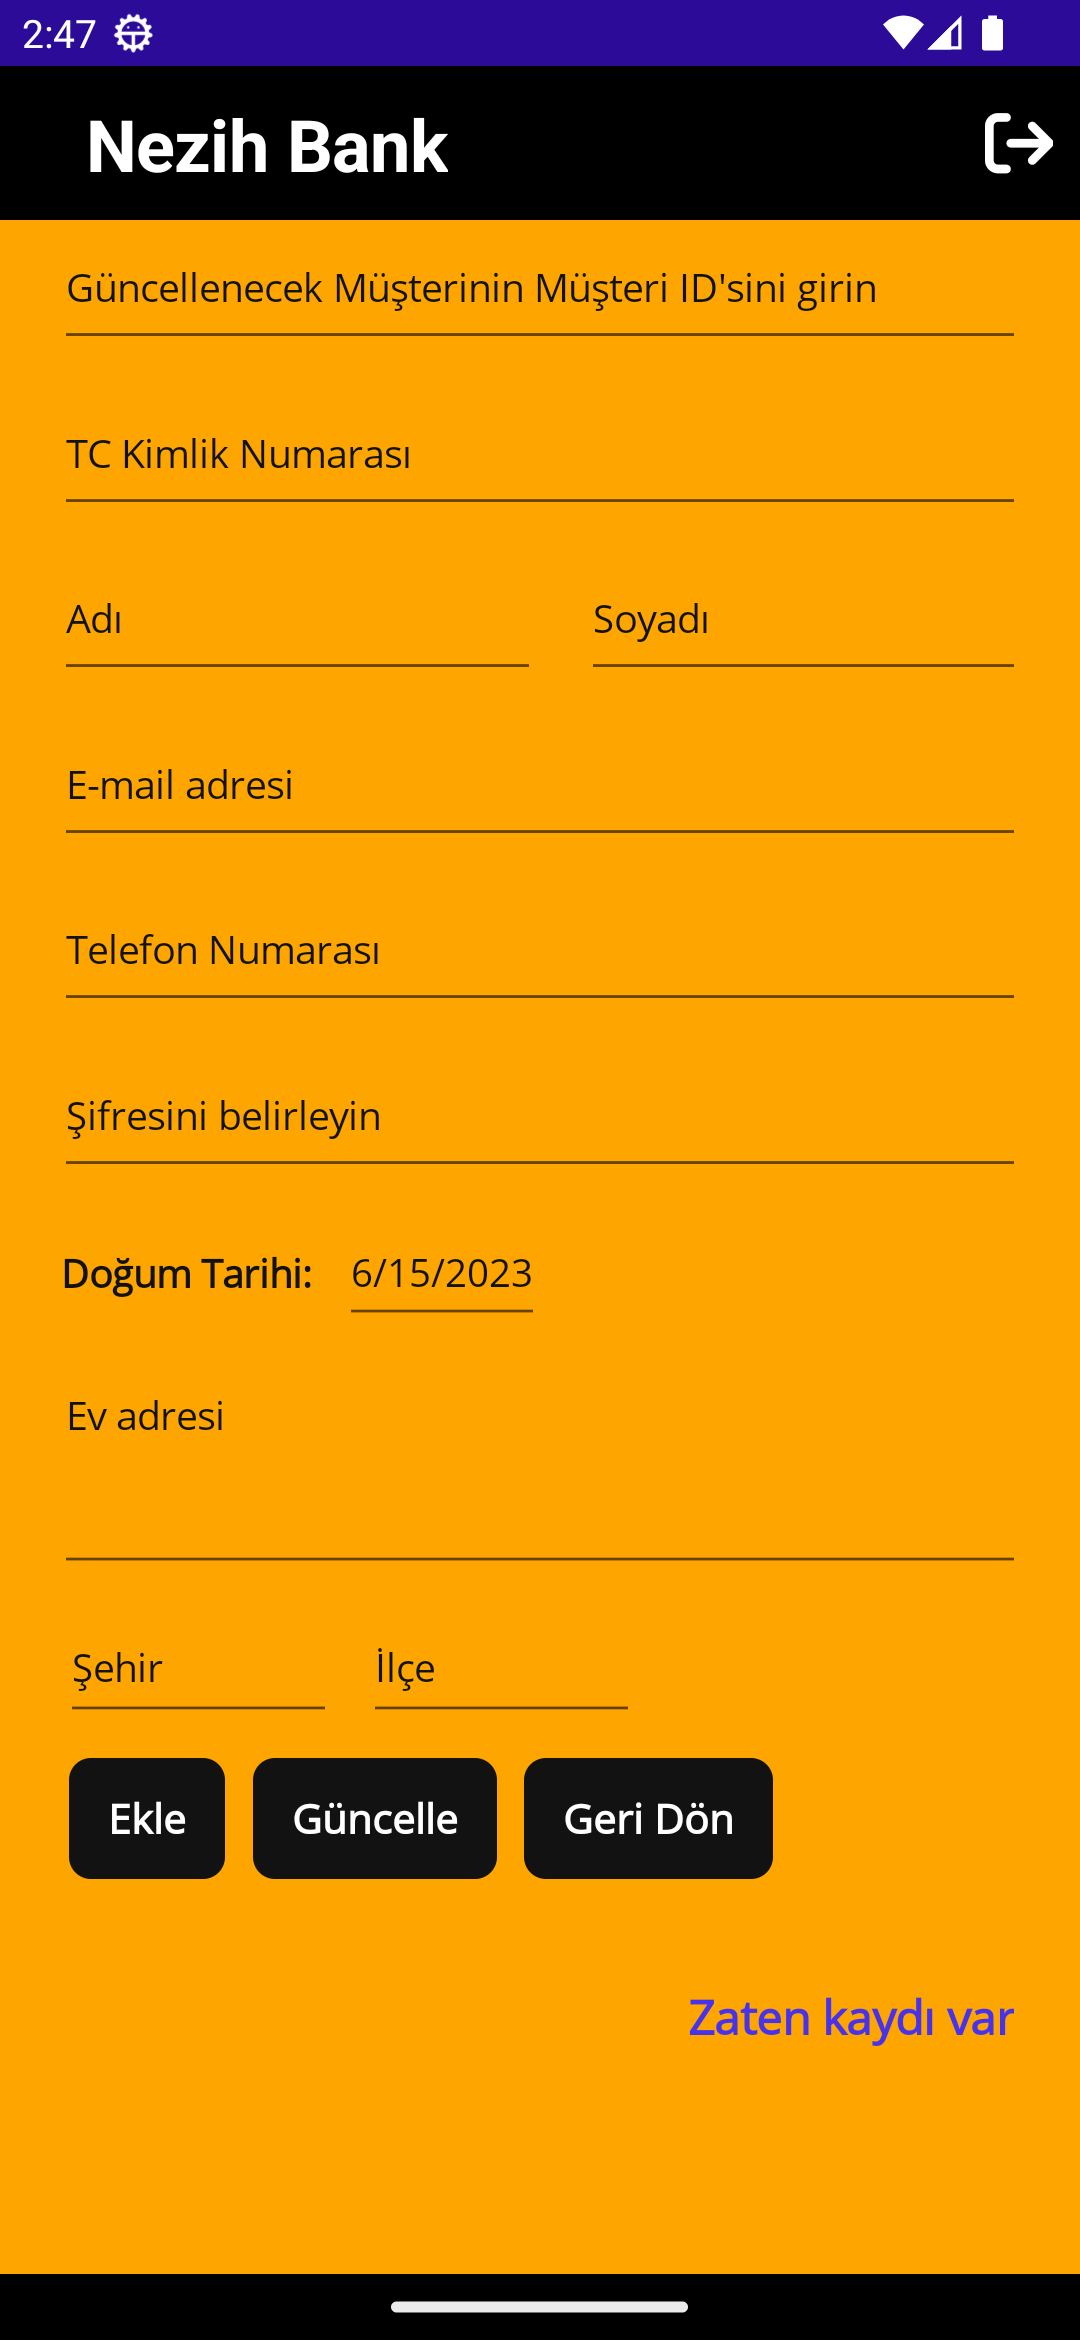 2:47
Nezih Bank
Güncellenecek Müşterinin Müşteri ID'sini girin
TC Kimlik Numarası
Adı Soyadı
E-mail adresi
Telefon Numarası
Şifresini belirleyin
Doğum Tarihi: 6/15/2023
Ev adresi
Şehir İlçe
Ekle Güncelle Geri Dön
Zaten kaydı var